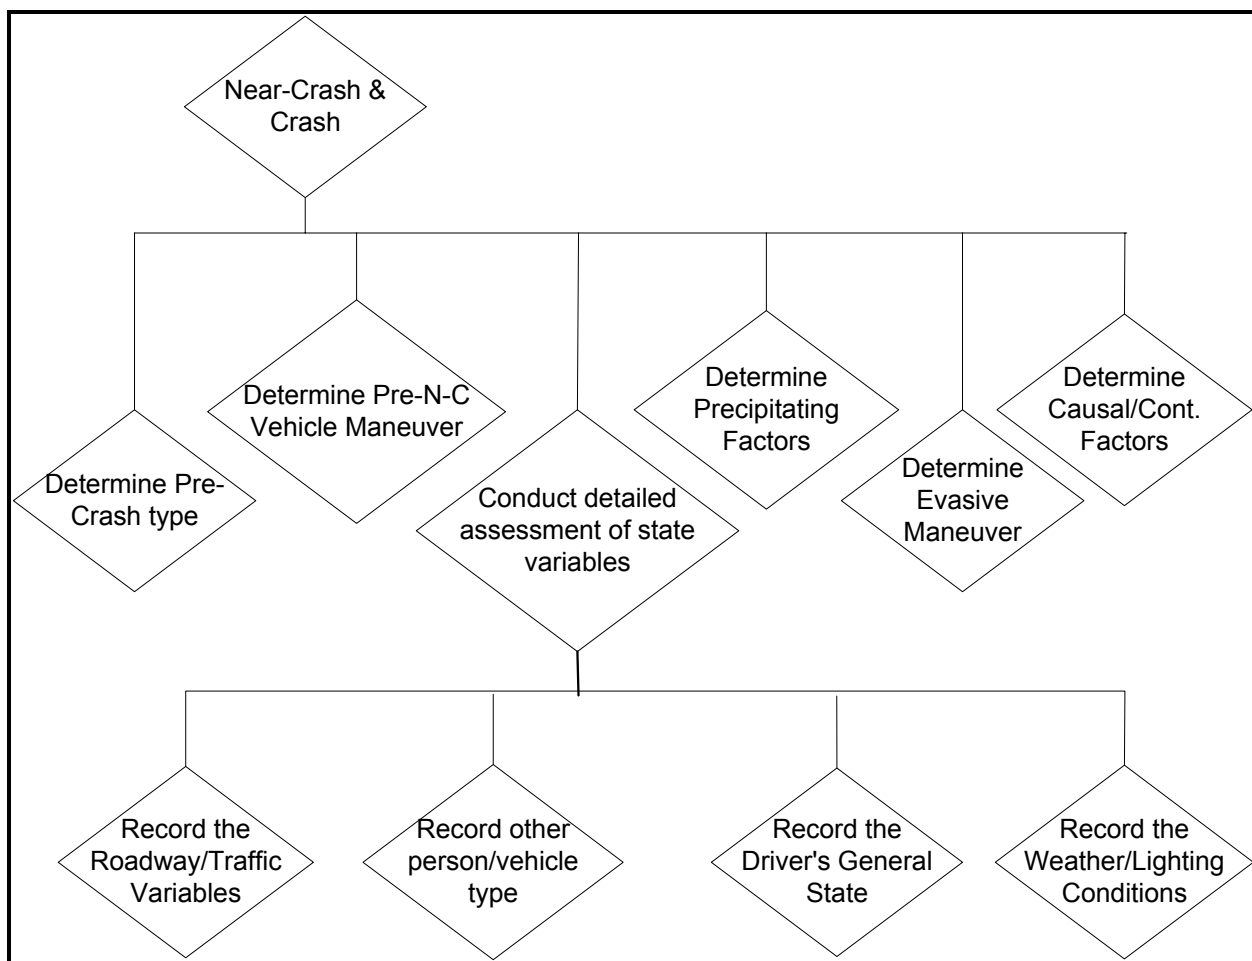 Near-Crash &
Crash
Determine Pre-
Crash type
Determine Pre-N-C
Vehicle Maneuver
Conduct detailed
assessment of state
variables
Determine
Precipitating
Factors
Determine
Evasive
Maneuver
Determine
Causal/Cont.
Factors
Record the
Roadway/Traffic
Variables
Record other
person/vehicle
type
Record the
Driver's General
State
Record the
Weather/Lighting
Conditions